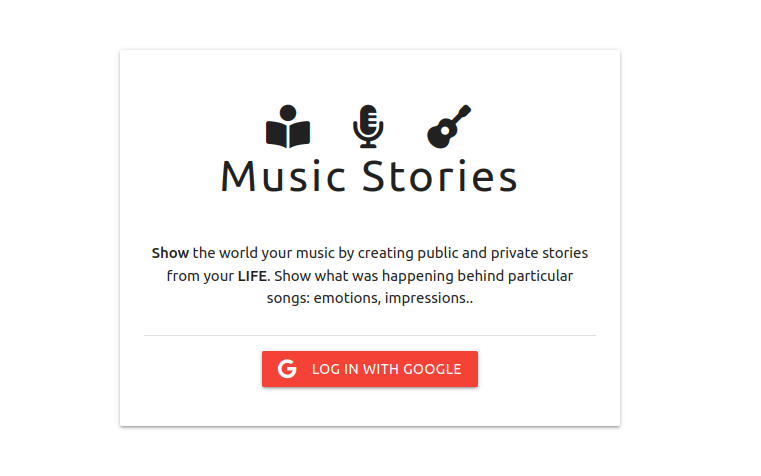 Music Stories
Show the world your music by creating public and private stories
from your LIFE. Show what was happening behind particular
songs: emotions, impressions..
LOG IN WITH GOOGLE